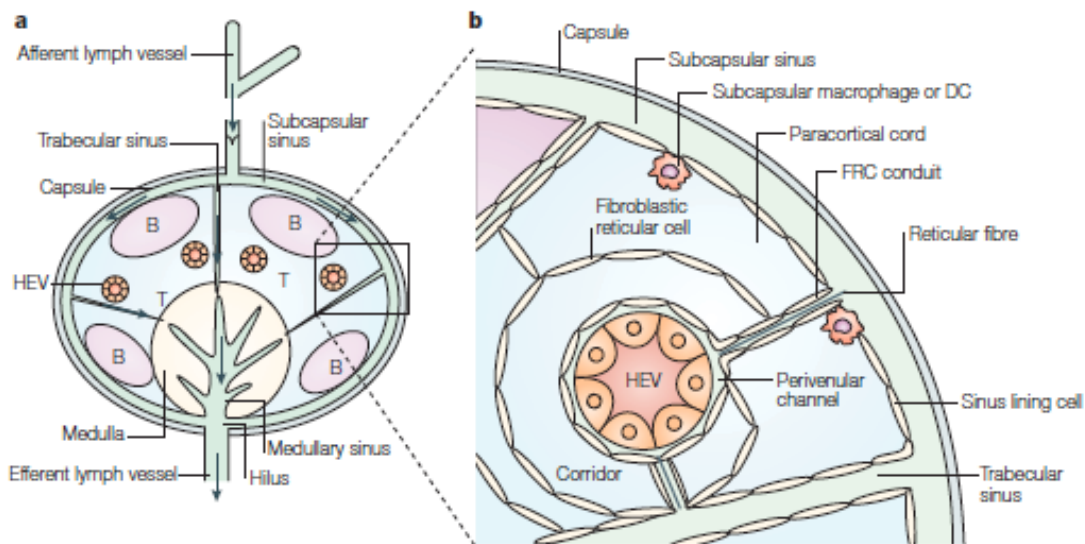 a
Afferent lymph vessel
Trabecular sinus
Subcapsular
sinus
Capsule
B
B
HEV
T
T
B
B
Medulla
Medullary sinus
Efferent lymph vessel
Hilus
b
Capsule
Subcapsular sinus
Subcapsular macrophage or DC
Paracortical cord
FRC conduit
Fibroblastic
reticular cell
Reticular fibre
HEV
Perivenular
channel
Sinus lining cell
Corridor
Trabecular
sinus